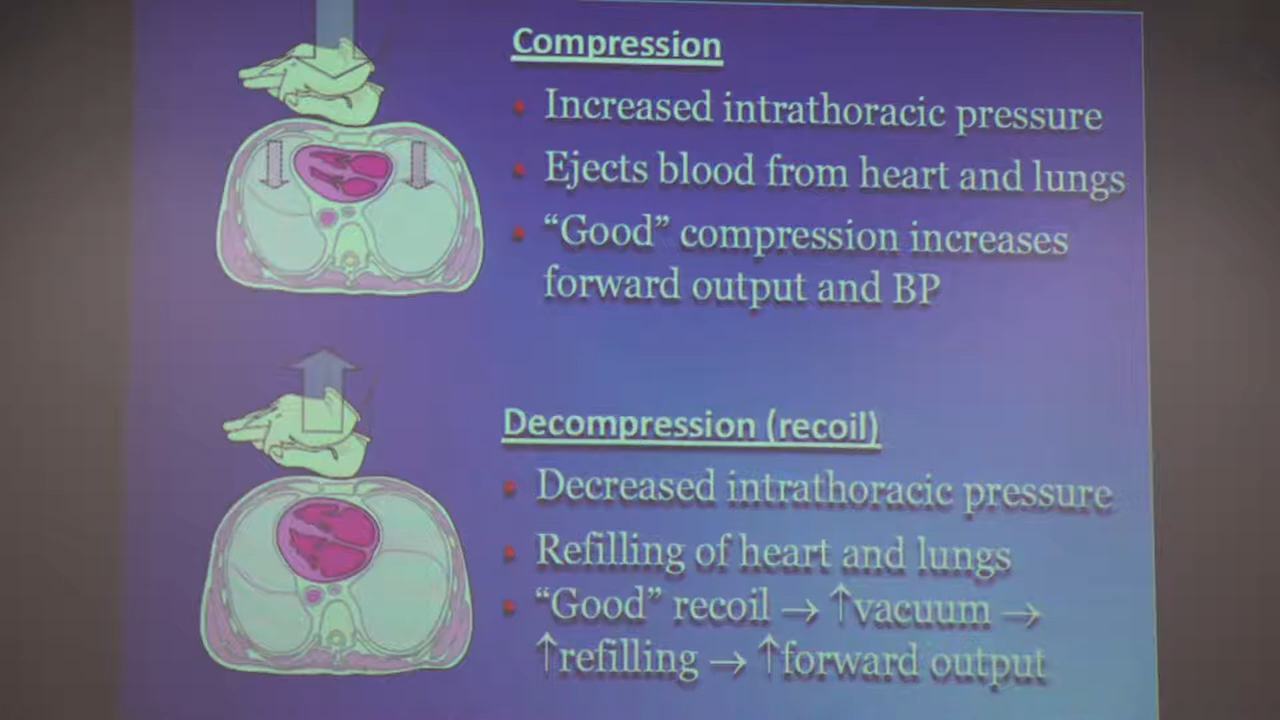 Compression
Increased intrathoracic pressure
Ejects blood from heart and lungs
“Good” compression increases
forward output and BP
Decompression (recoil)
Decreased intrathoracic pressure
Refilling of heart and lungs
“Good” recoil → ↑vacuum →
↑refilling → ↑forward output